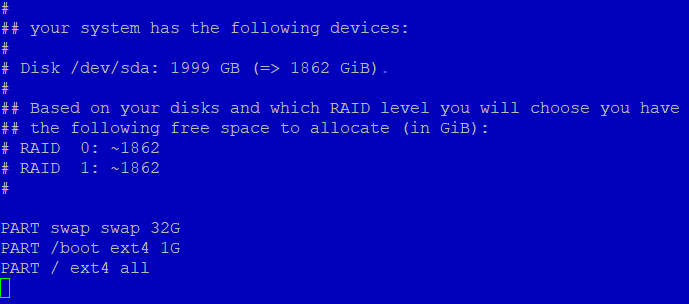 #
## your system has the following devices:
#
# Disk /dev/sda: 1999 GB (=> 1862 GiB).
#
## Based on your disks and which RAID level you will choose you have
## the following free space to allocate (in GiB):
# RAID  0: ~1862
# RAID  1: ~1862
#
PART swap swap 32G
PART /boot ext4 1G
PART / ext4 all